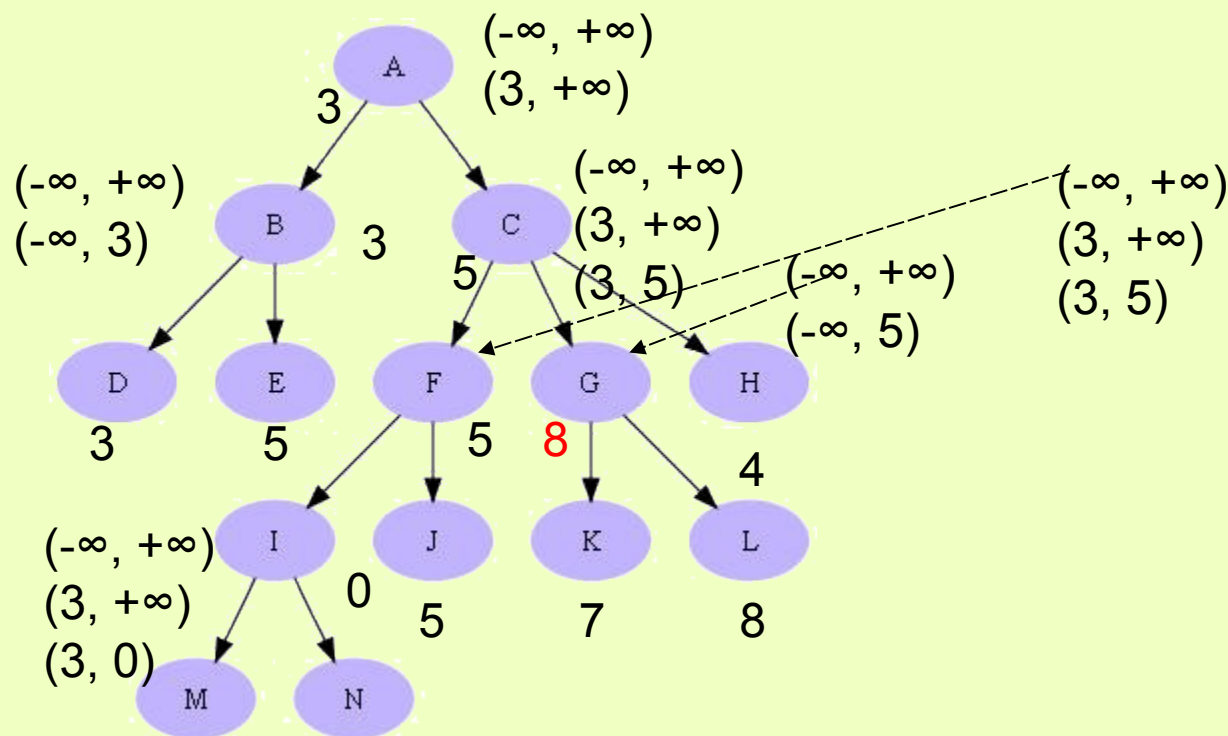 (-∞, +∞)
A
(3, +∞)
3
(-∞, +∞)
(-∞, 3)
B
3
(-∞, +∞)
C
(3, +∞)
5
(3, 5)
(-∞, +∞)
(-∞, 5)
(-∞, +∞)
(3, +∞)
(3, 5)
D
E
F
G
H
3
5
5
8
4
(-∞, +∞)
(3, +∞)
(3, 0)
I
J
K
L
0
5
7
8
M
N